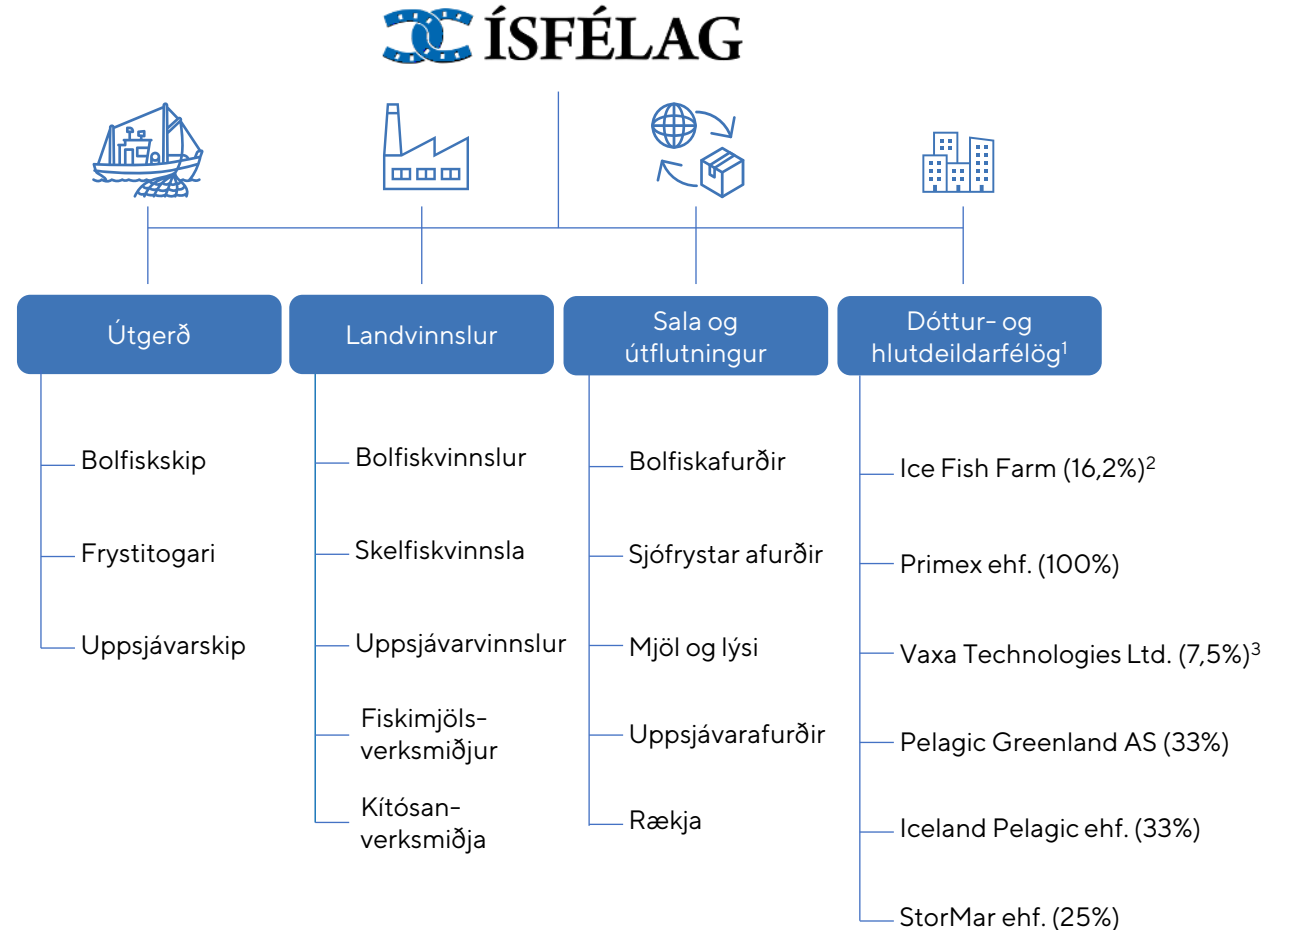 ÍSFÉLAG
Útgerð
Bolfiskskip
Frystitogari
Uppsjávarskip
Landvinnslur
Bolfiskvinnslur
Skelfiskvinnsla
Uppsjávarvinnslur
Fiskimjöls-
verksmiðjur
Kítósan-
verksmiðja
Sala og
útflutningur
Bolfiskafurðir
Sjófrystar afurðir
Mjöl og lýsi
Uppsjávarafurðir
Rækja
Dóttur- og
hlutdeildarfélög¹
Ice Fish Farm (16,2%)²
Primex ehf. (100%)
Vaxa Technologies Ltd. (7,5%)³
Pelagic Greenland AS (33%)
Iceland Pelagic ehf. (33%)
StorMar ehf. (25%)